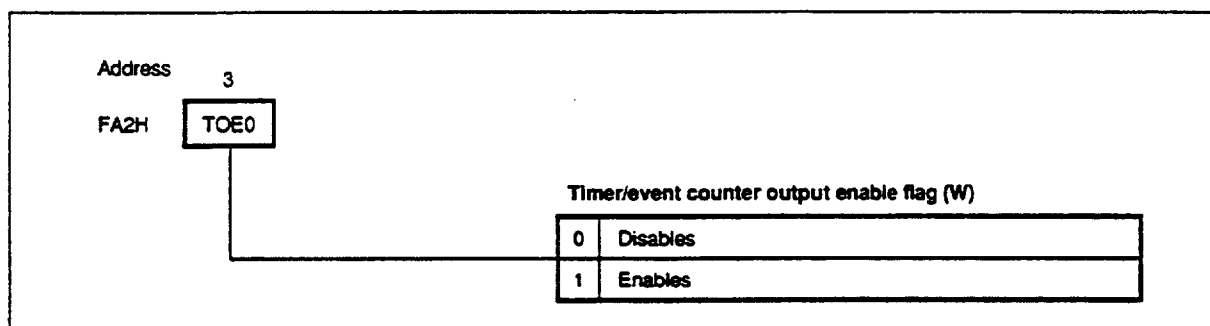 Address
3
FA2H TOE0
Timer/event counter output enable flag (W)
0 Disables
1 Enables